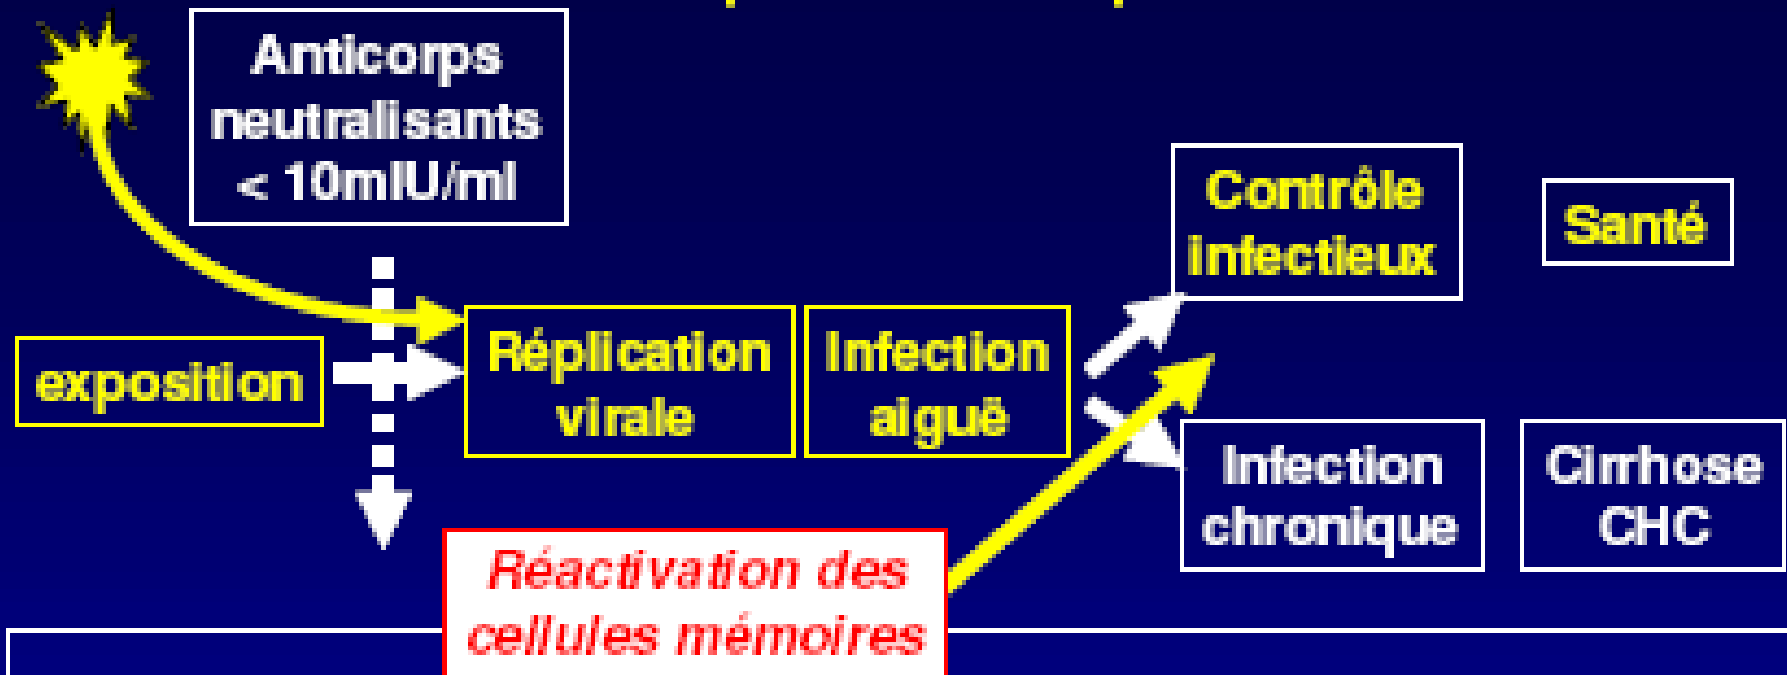 Anticorps
neutralisants
< 10mIU/ml
exposition
Réplication
virale
Infection
aiguë
Contrôle
infectieux
Santé
Infection
chronique
Cirrhose
CHC
Réactivation des
cellules mémoires